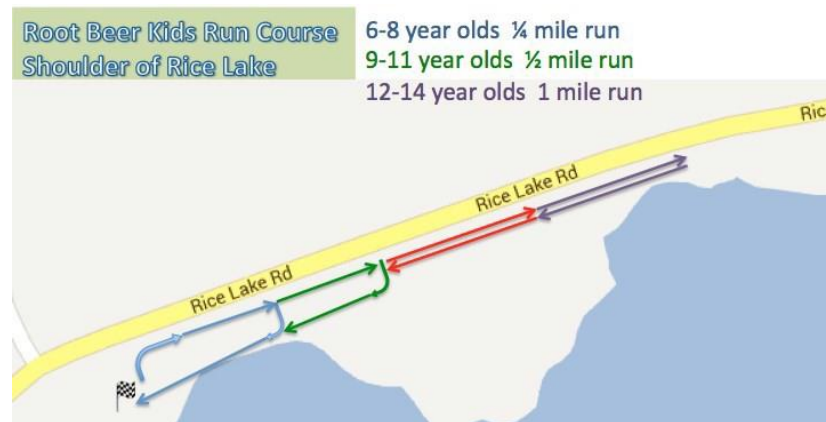 Root Beer Kids Run Course
Shoulder of Rice Lake
6-8 year olds ¼ mile run
9-11 year olds ½ mile run
12-14 year olds 1 mile run
Ric
Rice Lake Rd
Rice Lake Rd